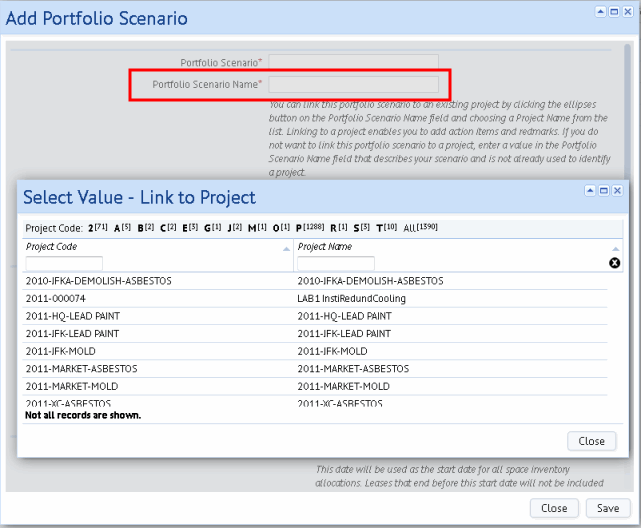 Add Portfolio Scenario
Portfolio Scenario*
Portfolio Scenario Name*
You can link this portfolio scenario to an existing project by clicking the ellipses
button on the Portfolio Scenario Name field and choosing a Project Name from the
list. Linking to a project enables you to add action items and redmarks. If you do
not want to link this portfolio scenario to a project, enter a value in the Portfolio
Scenario Name field that describes your scenario and is not already used to identify
a project.
Select Value - Link to Project
Project Code: 2[71] A[5] B[2] C[2] E[3] G[1] J[2] M[1] O[1] P[1288] R[1] S[3] T[10] All[1390]
Project Code Project Name
2010-JFKA-DEMOLISH-ASBESTOS 2010-JFKA-DEMOLISH-ASBESTOS
2011-000074 LAB1 InstlRedundCooling
2011-HQ-LEAD PAINT 2011-HQ-LEAD PAINT
2011-JFK-LEAD PAINT 2011-JFK-LEAD PAINT
2011-JFK-MOLD 2011-JFK-MOLD
2011-MARKET-ASBESTOS 2011-MARKET-ASBESTOS
2011-MARKET-MOLD 2011-MARKET-MOLD
2011-XC-ASBESTOS 2011-XC-ASBESTOS
Not all records are shown.
Close
This date will be used as the start date for all space inventory
allocations. Leases that end before this start date will not be included
Close Save